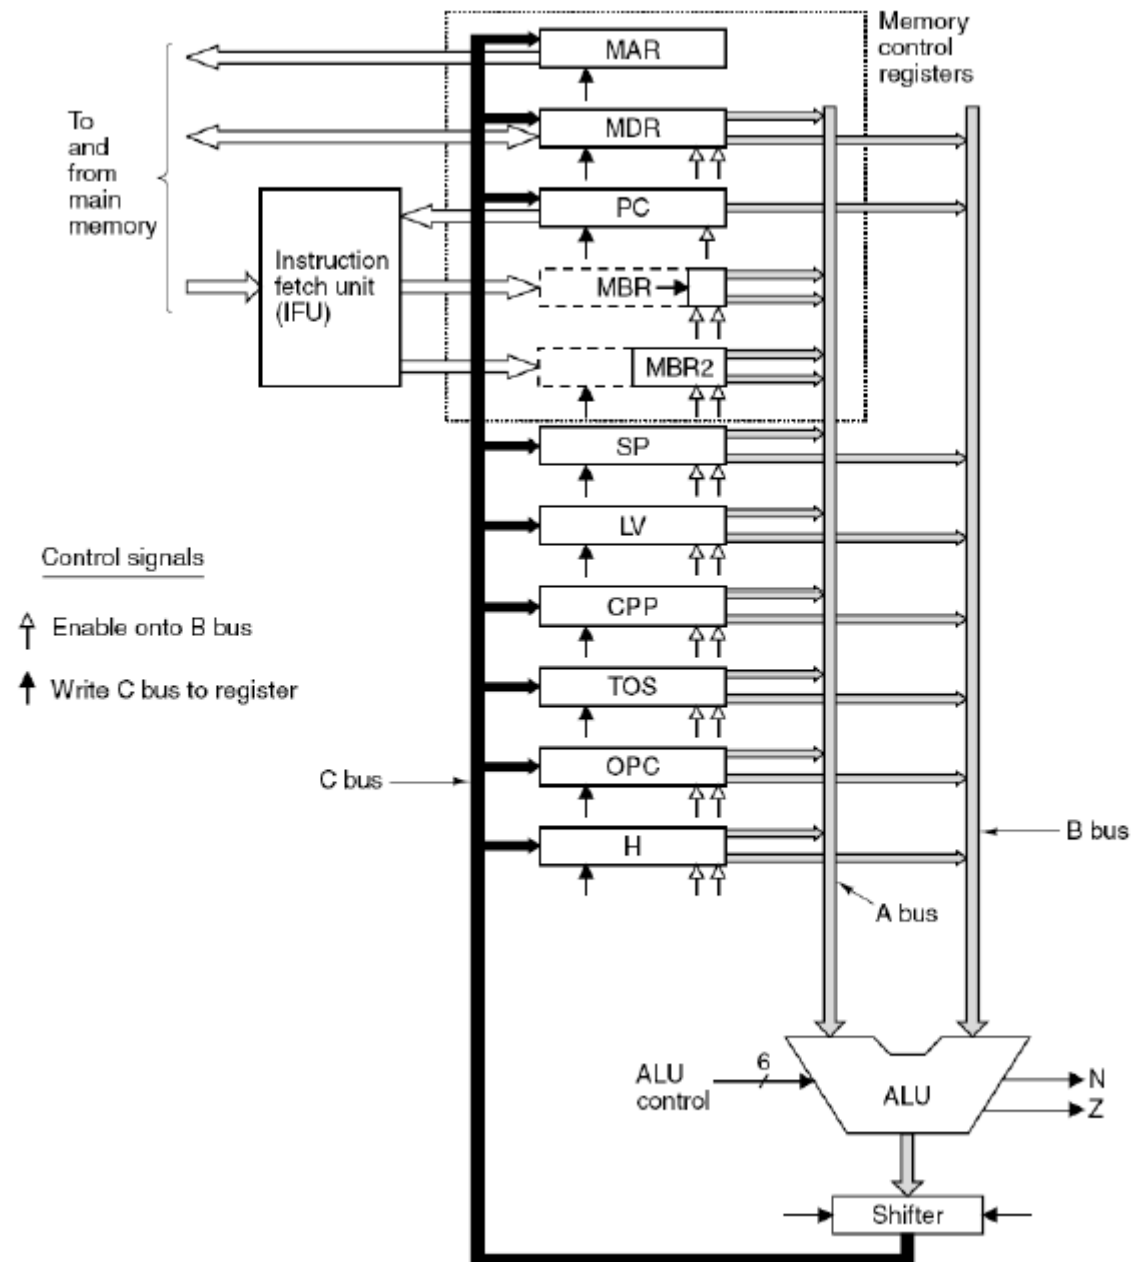 Memory
control
registers
MAR
To
and
from
main
memory
MDR
PC
Instruction
fetch unit
(IFU)
MBR
MBR2
SP
LV
Control signals
Enable onto B bus
CPP
Write C bus to register
TOS
C bus
OPC
H
B bus
A bus
ALU
control
6
ALU
N
Z
Shifter